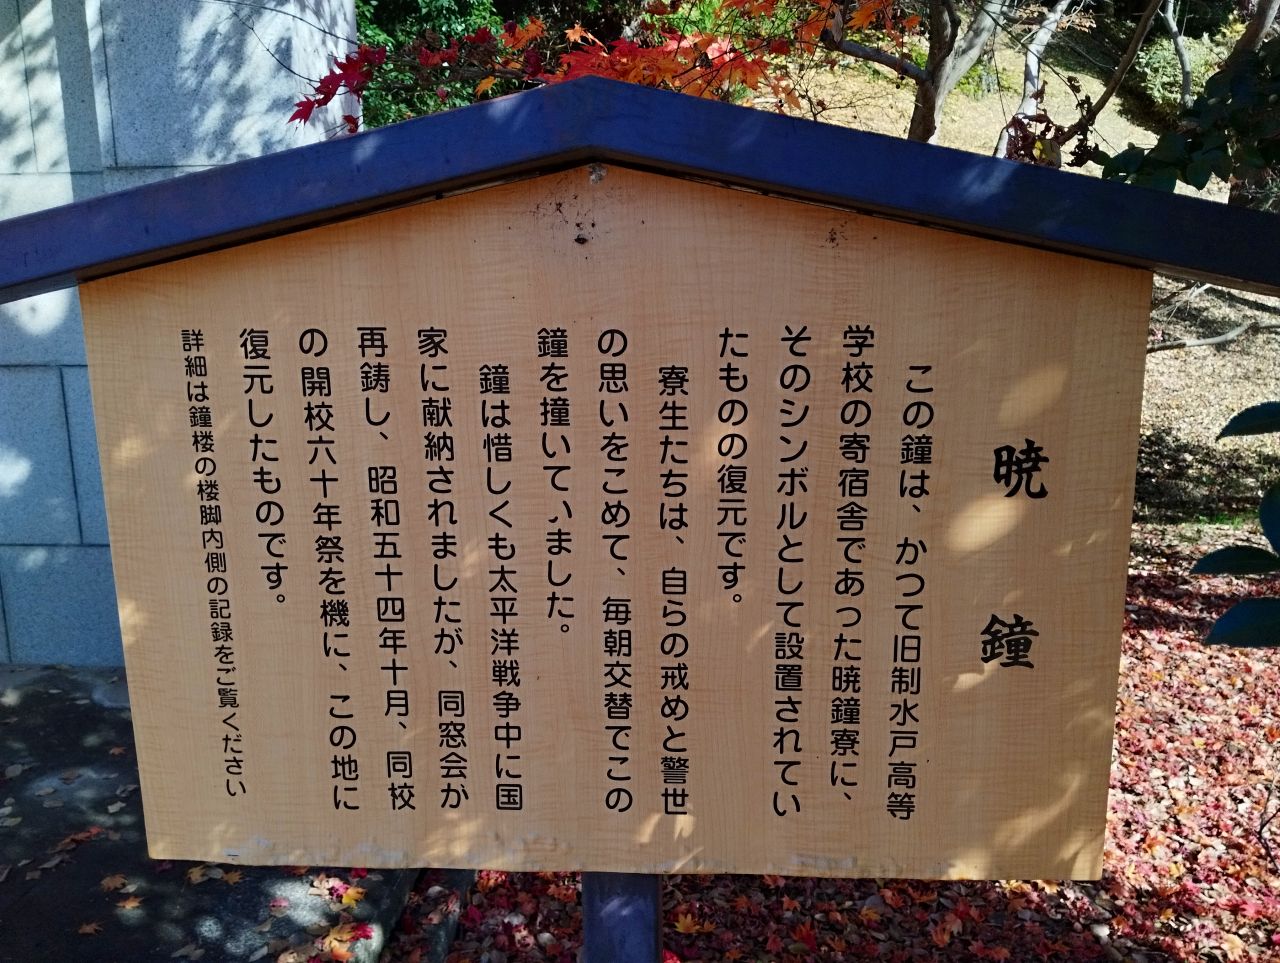 暁鐘
この鐘は、かつて旧制水戸高等
学校の寄宿舎であった暁鐘寮に、
そのシンボルとして設置されてい
たものの復元です。
寮生たちは、自らの戒めと警世
の思いをこめて、毎朝交替でこの
鐘を撞いていました。
鐘は惜しくも太平洋戦争中に国
家に献納されましたが、同窓会が
再鋳し、昭和五十四年十月、同校
の開校六十年祭を機に、この地に
復元したものです。
詳細は鐘楼の楼脚内側の記録をご覧ください